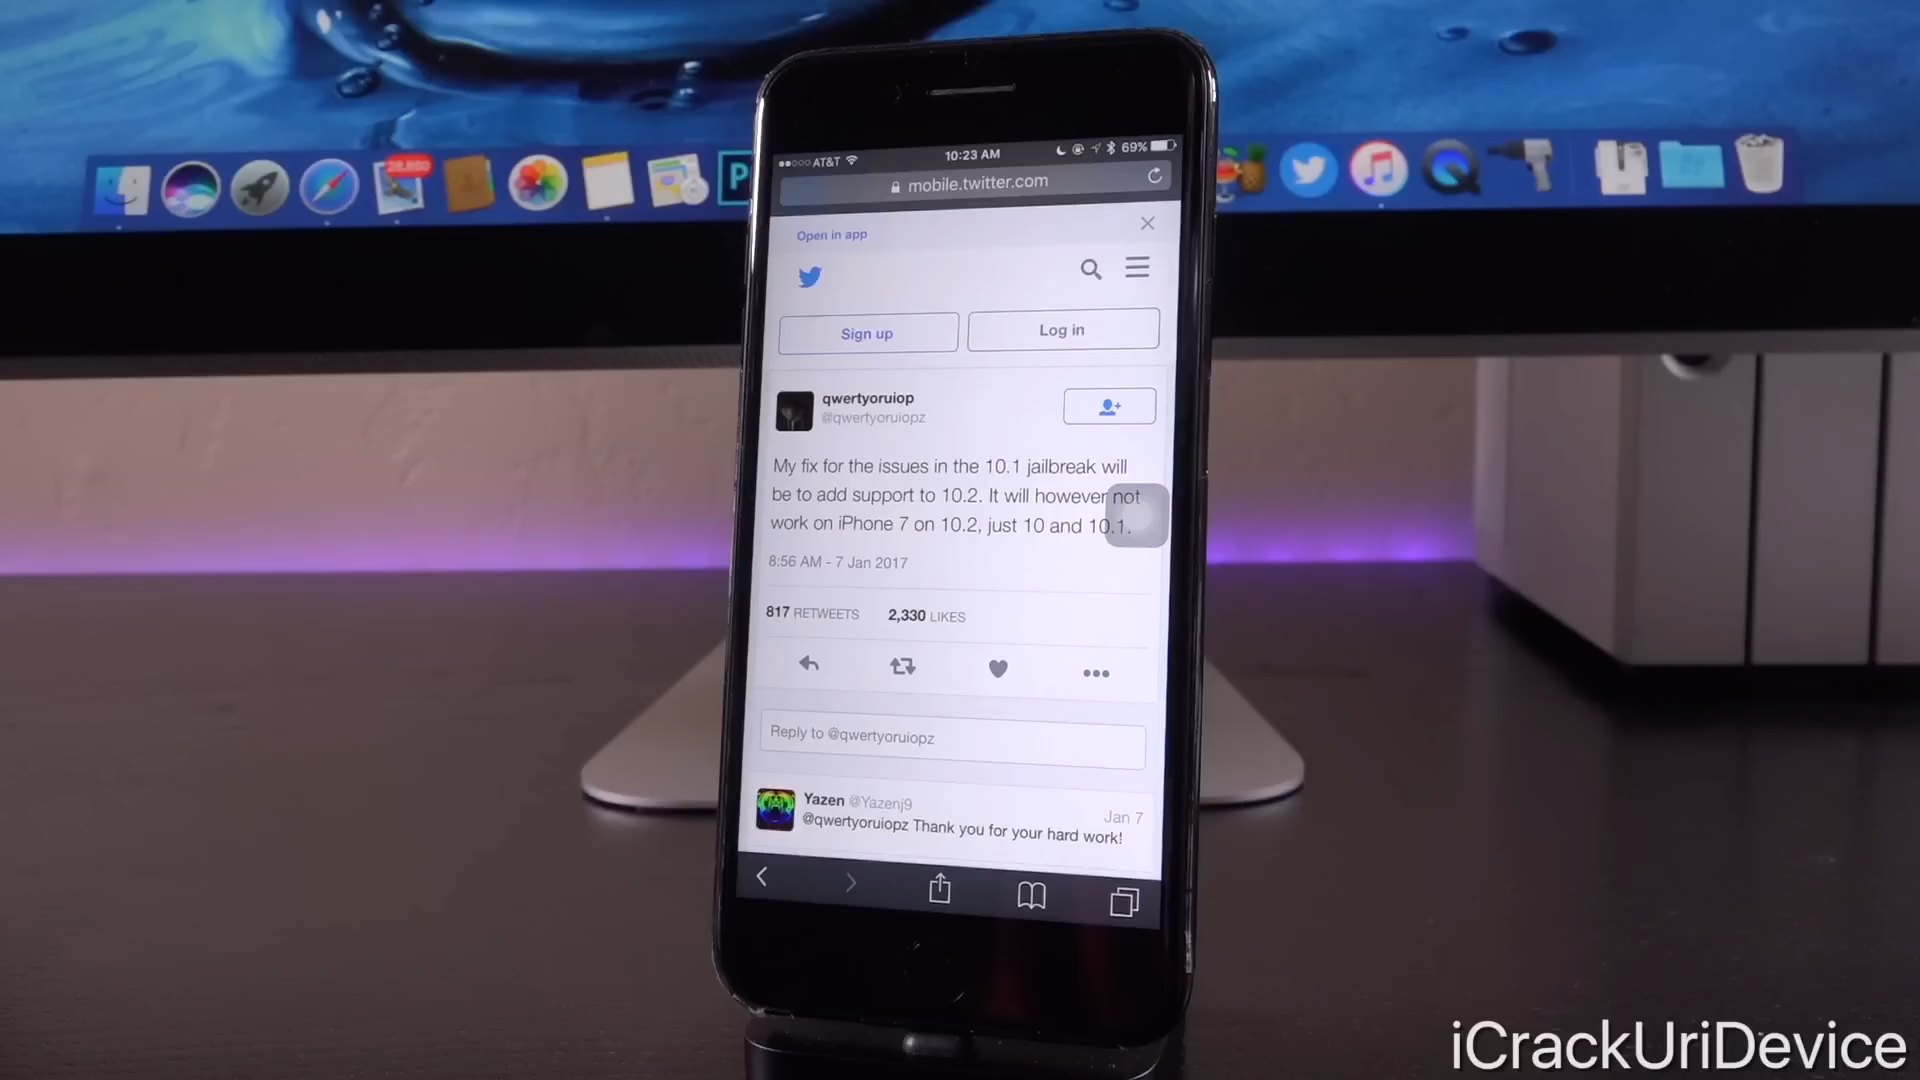 28,880
P
AT&T 10:23 AM 69%
mobile.twitter.com
Open in app
Sign up Log in
qwertyoruiop
@qwertyoruiopz
My fix for the issues in the 10.1 jailbreak will
be to add support to 10.2. It will however not
work on iPhone 7 on 10.2, just 10 and 10.1.
8:56 AM - 7 Jan 2017
817 RETWEETS 2,330 LIKES
Reply to @qwertyoruiopz
Yazen @Yazenj9 Jan 7
@qwertyoruiopz Thank you for your hard work!
iCrackUriDevice